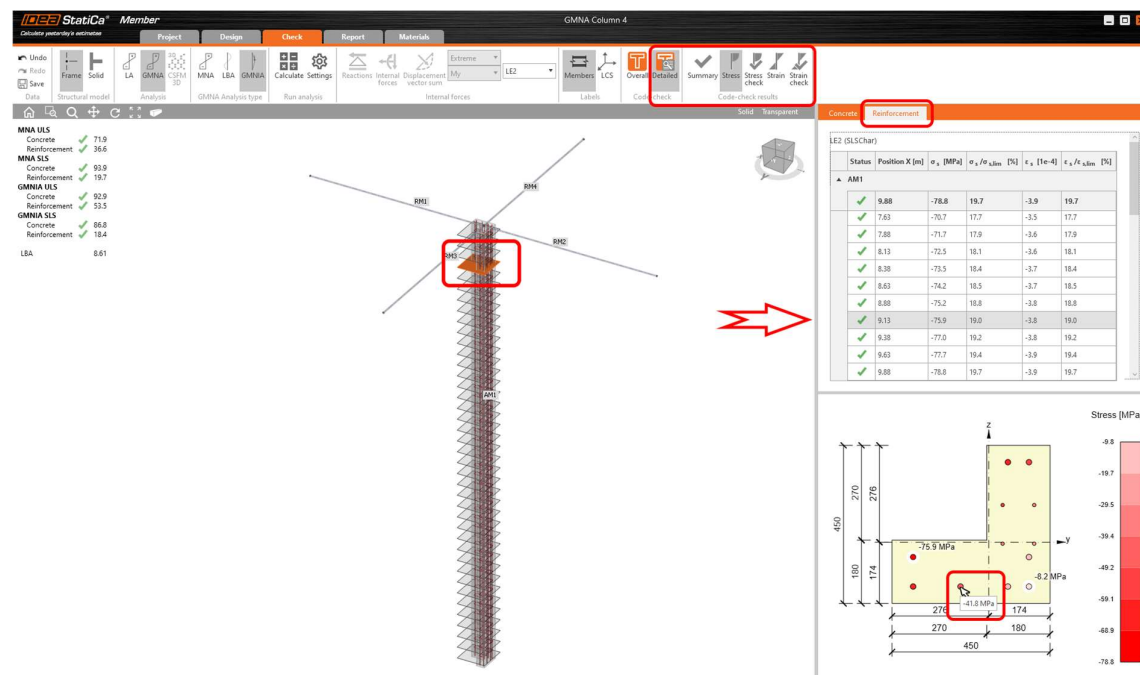 IDEA StatiCa® Member
Calculate yesterday's estimates
GMNA Column 4
Project Design Check Report Materials
Undo
Redo
Save
Frame Solid
LA GMNA CSFM 3D
MNA LBA GMNIA
Calculate Settings
Reactions Internal forces Displacement vector sum
Extreme
My
LE2
Members LCS
Overall Detailed
Summary Stress Stress check Strain Strain check
Data Structural model Analysis GMNA Analysis type Run analysis Internal forces Labels Code check Code-check results
Solid Transparent
MNA ULS
Concrete 71.9
Reinforcement 36.6
MNA SLS
Concrete 93.9
Reinforcement 19.7
GMNIA ULS
Concrete 92.9
Reinforcement 53.5
GMNIA SLS
Concrete 86.8
Reinforcement 18.4
LBA 8.61
RM4
RM1
RM2
RM3
AM1
Concrete Reinforcement
LE2 (SLSChar)
Status Position X [m] σ s [MPa] σ s /σ s,lim [%] ε s [1e-4] ε s /ε s,lim [%]
AM1
9.88 -78.8 19.7 -3.9 19.7
7.63 -70.7 17.7 -3.5 17.7
7.88 -71.7 17.9 -3.6 17.9
8.13 -72.5 18.1 -3.6 18.1
8.38 -73.5 18.4 -3.7 18.4
8.63 -74.2 18.5 -3.7 18.5
8.88 -75.2 18.8 -3.8 18.8
9.13 -75.9 19.0 -3.8 19.0
9.38 -77.0 19.2 -3.8 19.2
9.63 -77.7 19.4 -3.9 19.4
9.88 -78.8 19.7 -3.9 19.7
Stress [MPa
z
y
450
270
276
180
174
-75.9 MPa
-8.2 MPa
-41.8 MPa
276 174
270 180
450
-9.8
-19.7
-29.5
-39.4
-49.2
-59.1
-68.9
-78.8